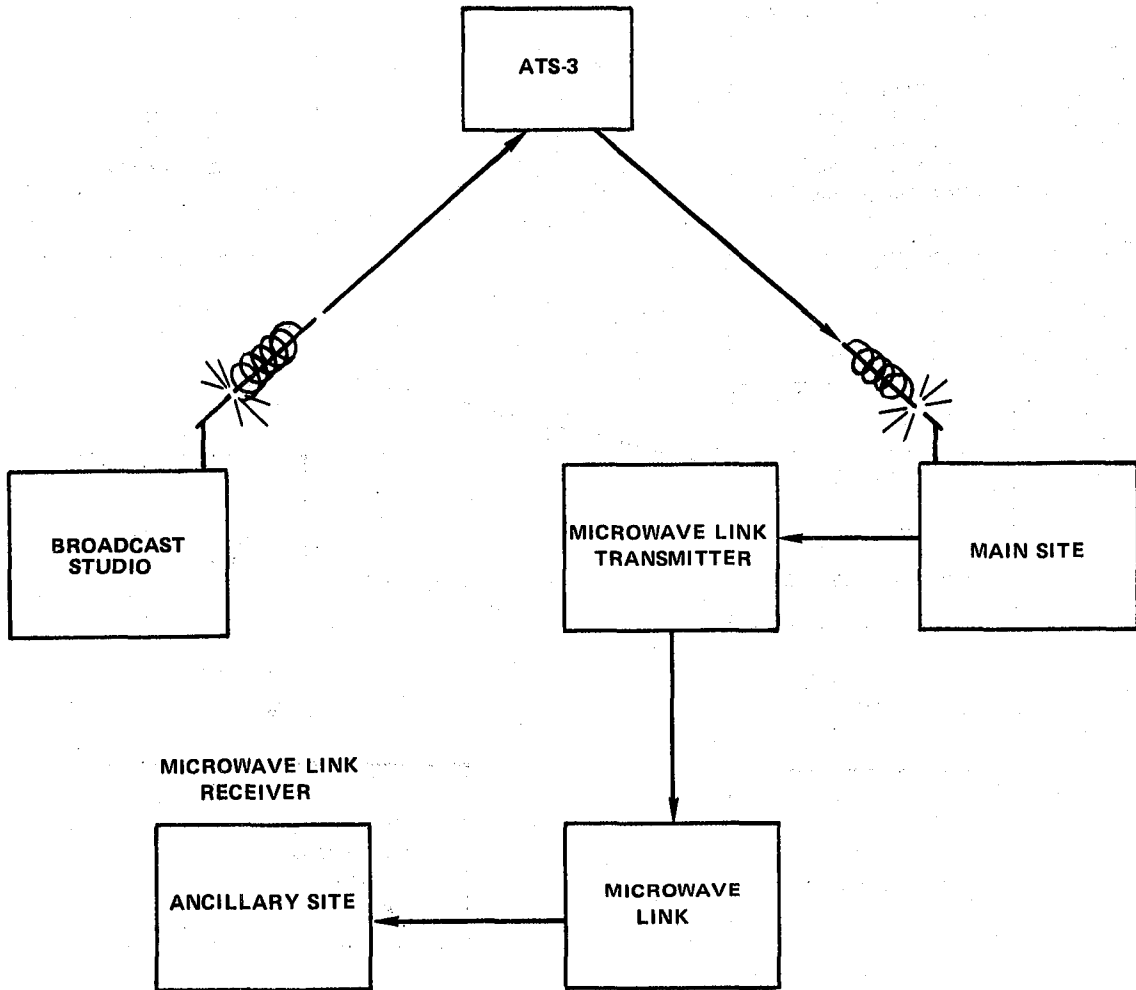 ATS-3
BROADCAST
STUDIO
MICROWAVE LINK
TRANSMITTER
MAIN SITE
MICROWAVE LINK
RECEIVER
ANCILLARY SITE
MICROWAVE
LINK